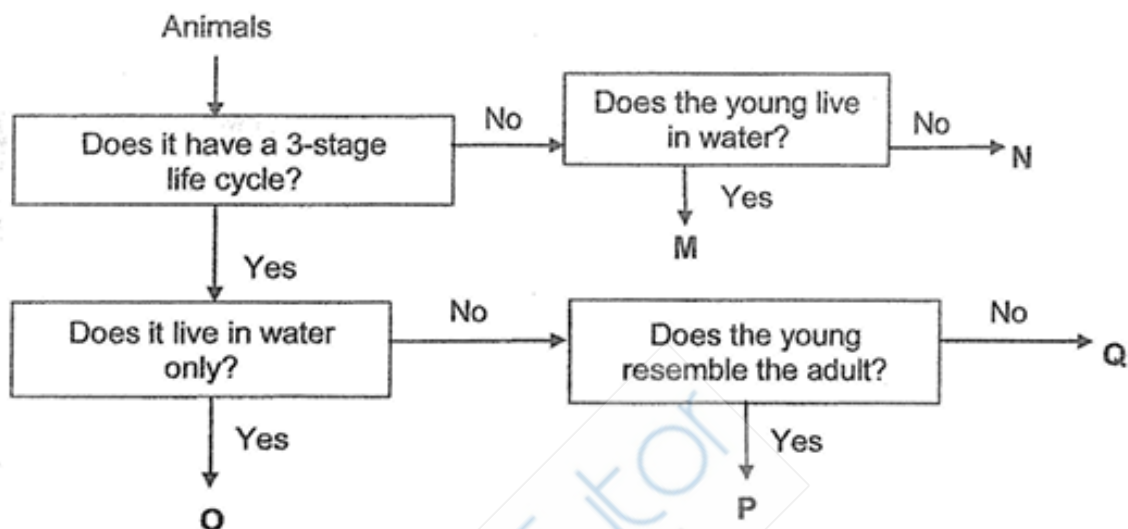 Animals
Does it have a 3-stage
life cycle?
No
Does the young live
in water?
No
N
Yes
M
Yes
Does it live in water
only?
No
Does the young
resemble the adult?
No
Q
Yes
O
Yes
P
Tutor